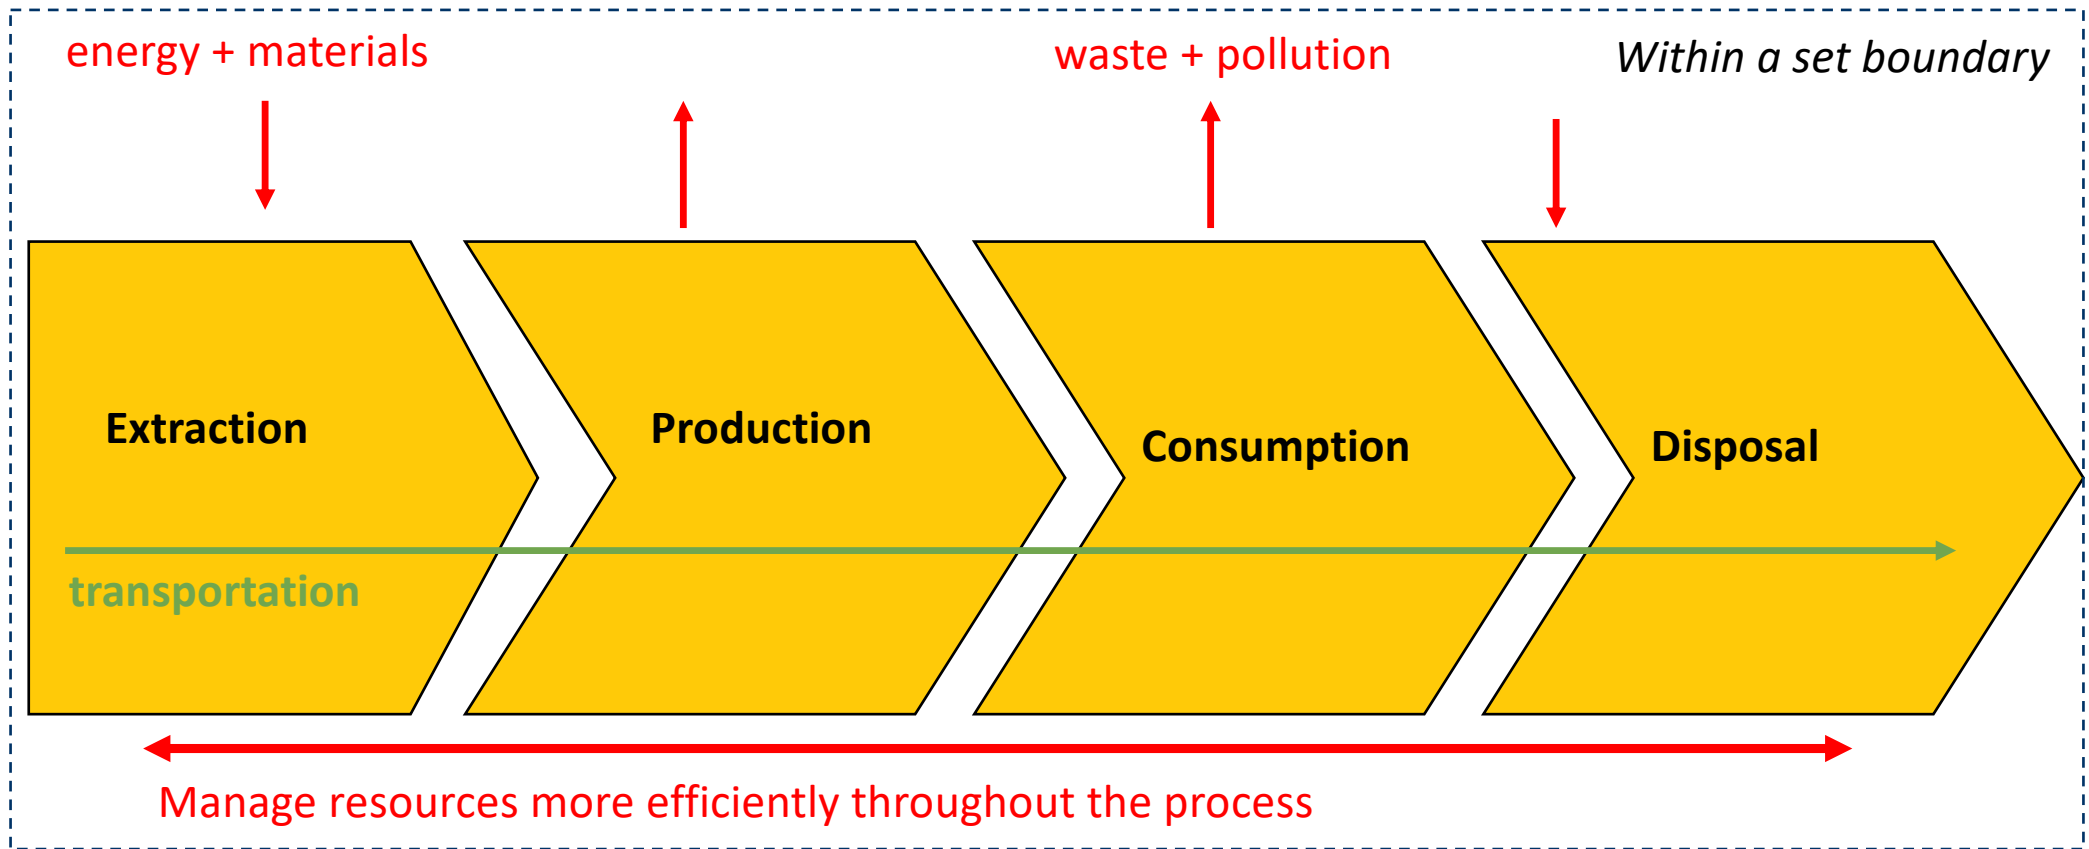 energy + materials
waste + pollution
Within a set boundary
Extraction
Production
Consumption
Disposal
transportation
Manage resources more efficiently throughout the process